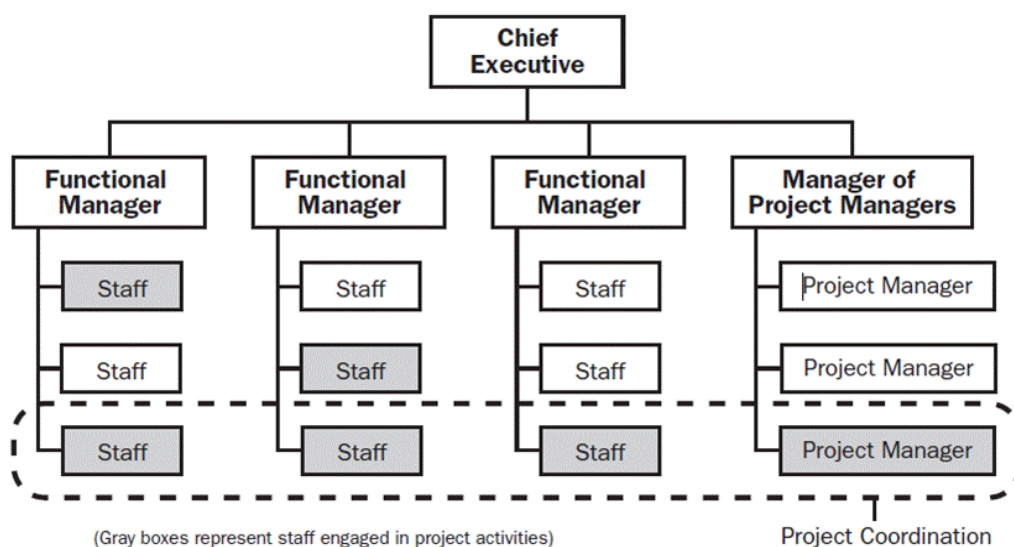 Chief
Executive
Functional
Manager
Functional
Manager
Functional
Manager
Manager of
Project Managers
Staff
Staff
Staff
Project Manager
Staff
Staff
Staff
Project Manager
Staff
Staff
Staff
Project Manager
(Gray boxes represent staff engaged in project activities)
Project Coordination